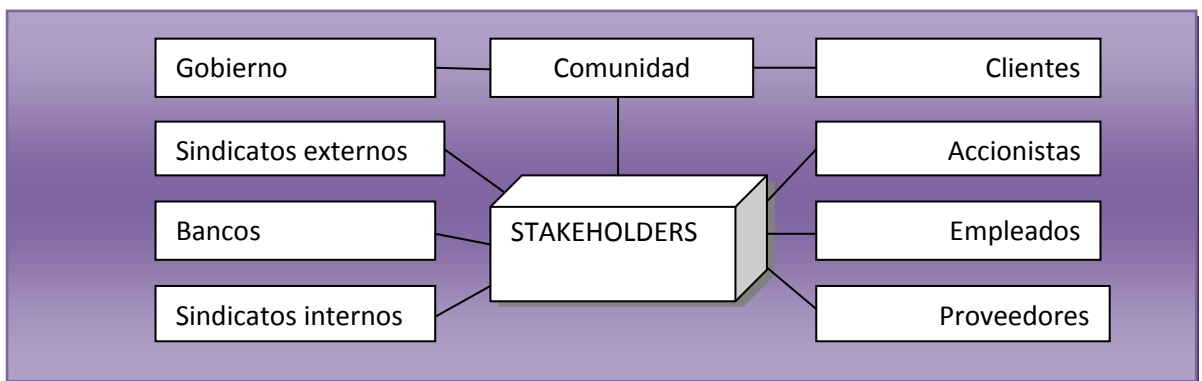 Gobierno
Comunidad
Clientes
Sindicatos externos
Accionistas
Bancos
STAKEHOLDERS
Empleados
Sindicatos internos
Proveedores